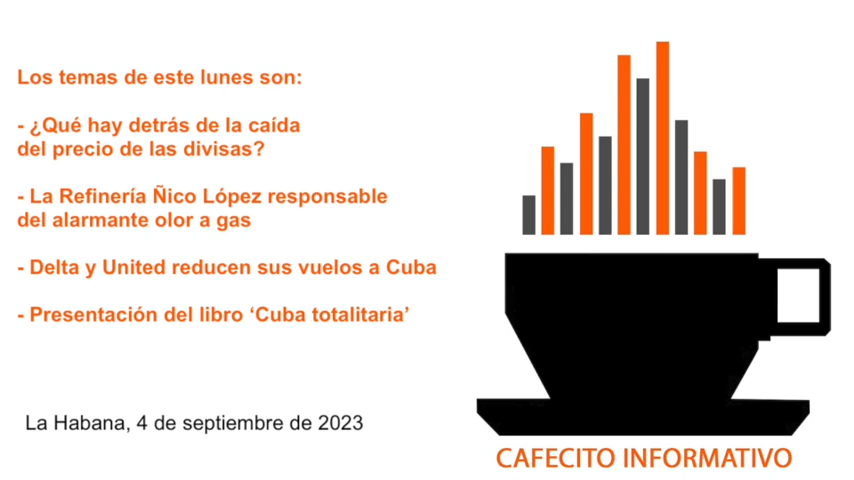 Los temas de este lunes son:
- ¿Qué hay detrás de la caída
del precio de las divisas?
- La Refinería Ñico López responsable
del alarmante olor a gas
- Delta y United reducen sus vuelos a Cuba
- Presentación del libro ‘Cuba totalitaria’
La Habana, 4 de septiembre de 2023
CAFECITO INFORMATIVO